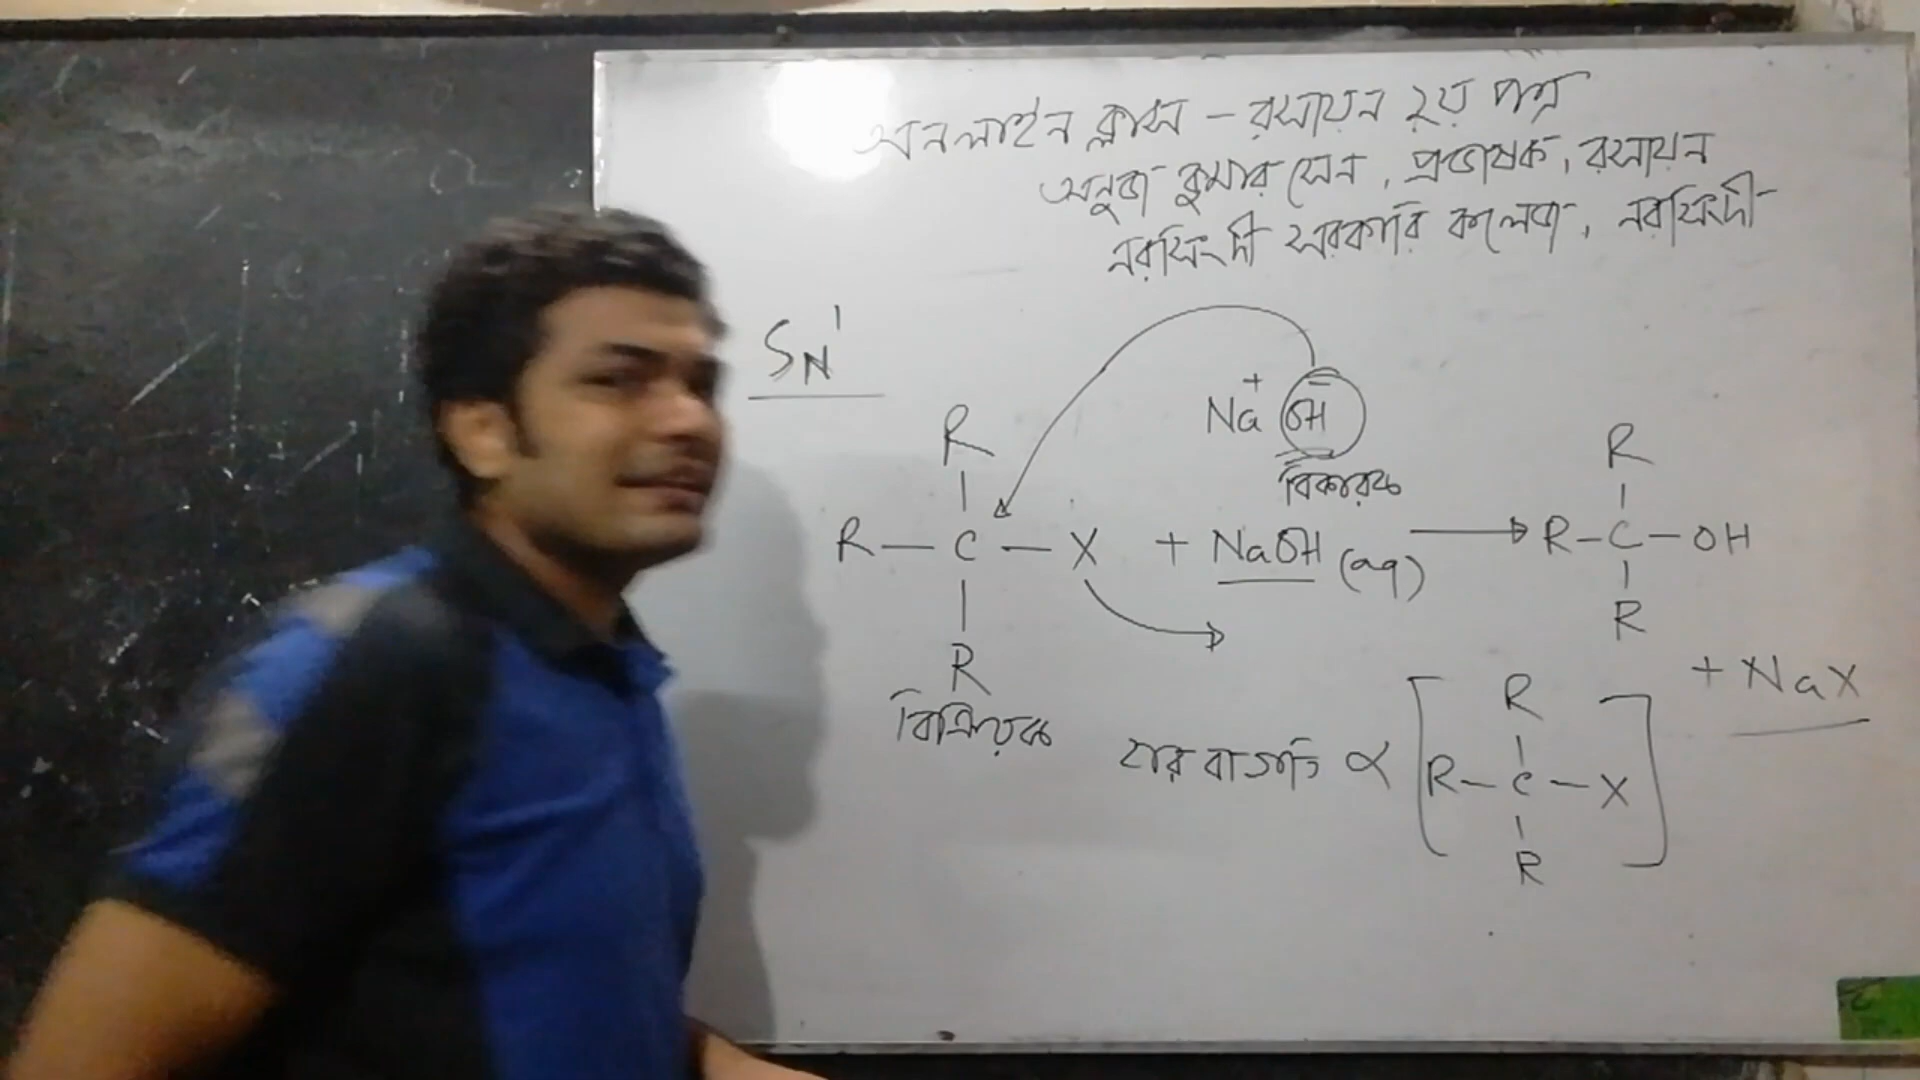 অনলাইন ক্লাস - রসায়ন ২য় পত্র
অনুজ কুমার সেন, প্রভাষক, রসায়ন
নরসিংদী সরকারি কলেজ, নরসিংদী
SN1
Na+ OH-
বিকারক
R
R
R — C — X + NaOH (aq) → R – C – OH
R
R
বিক্রিয়ক
+ NaX
R
হার বা গতি ∝ [R – C – X]
R